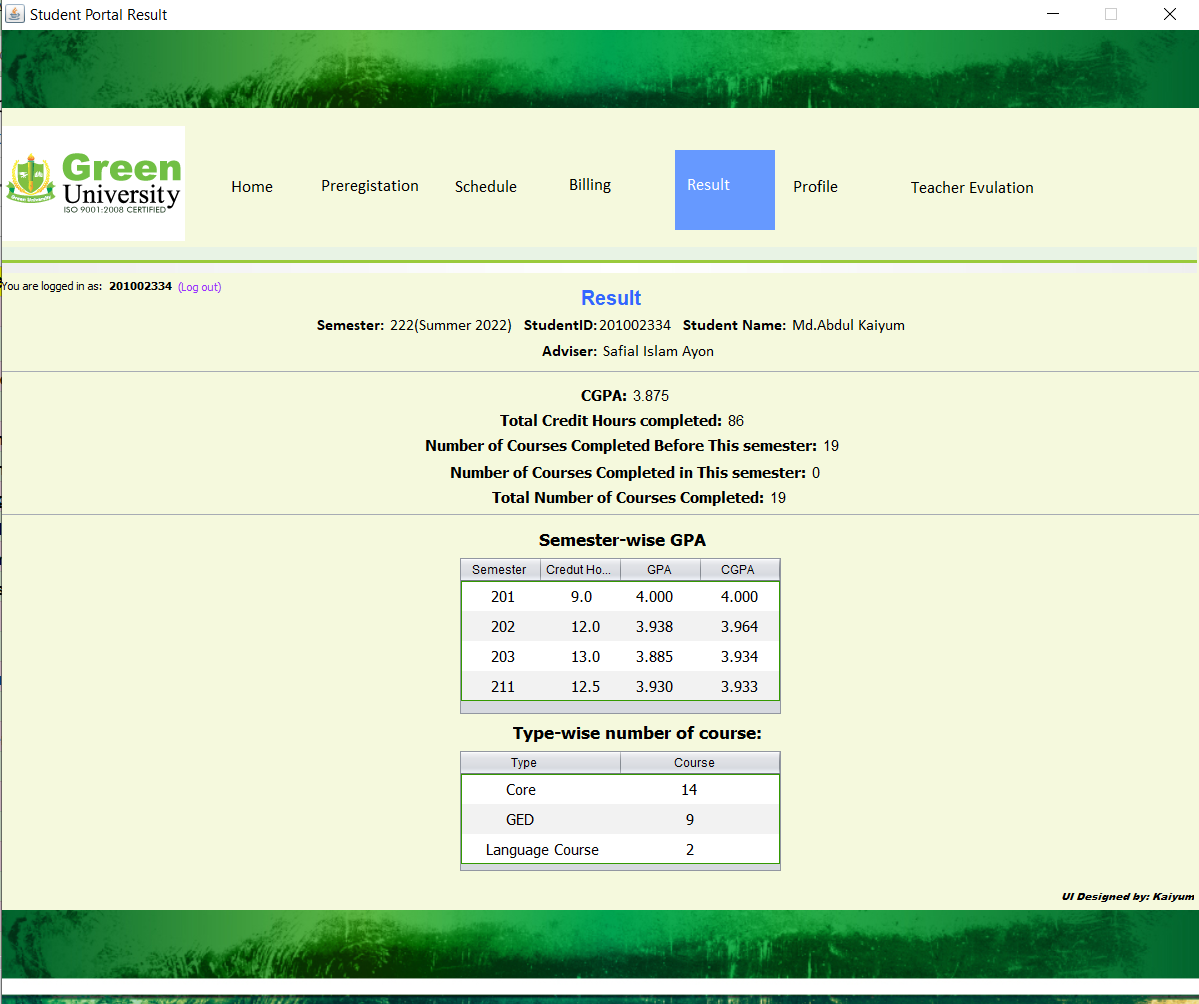 Student Portal Result
Green
University
ISO 9001:2008 CERTIFIED
Green University
Home Preregistation Schedule Billing Result Profile Teacher Evulation
You are logged in as: 201002334 (Log out)
Result
Semester: 222(Summer 2022) StudentID:201002334 Student Name: Md.Abdul Kaiyum
Adviser: Safial Islam Ayon
CGPA: 3.875
Total Credit Hours completed: 86
Number of Courses Completed Before This semester: 19
Number of Courses Completed in This semester: 0
Total Number of Courses Completed: 19
Semester-wise GPA
Semester Credut Ho... GPA CGPA
201 9.0 4.000 4.000
202 12.0 3.938 3.964
203 13.0 3.885 3.934
211 12.5 3.930 3.933
Type-wise number of course:
Type Course
Core 14
GED 9
Language Course 2
UI Designed by: Kaiyum